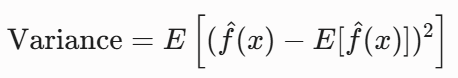 Variance = E[(f̂(x) − E[f̂(x)])²]